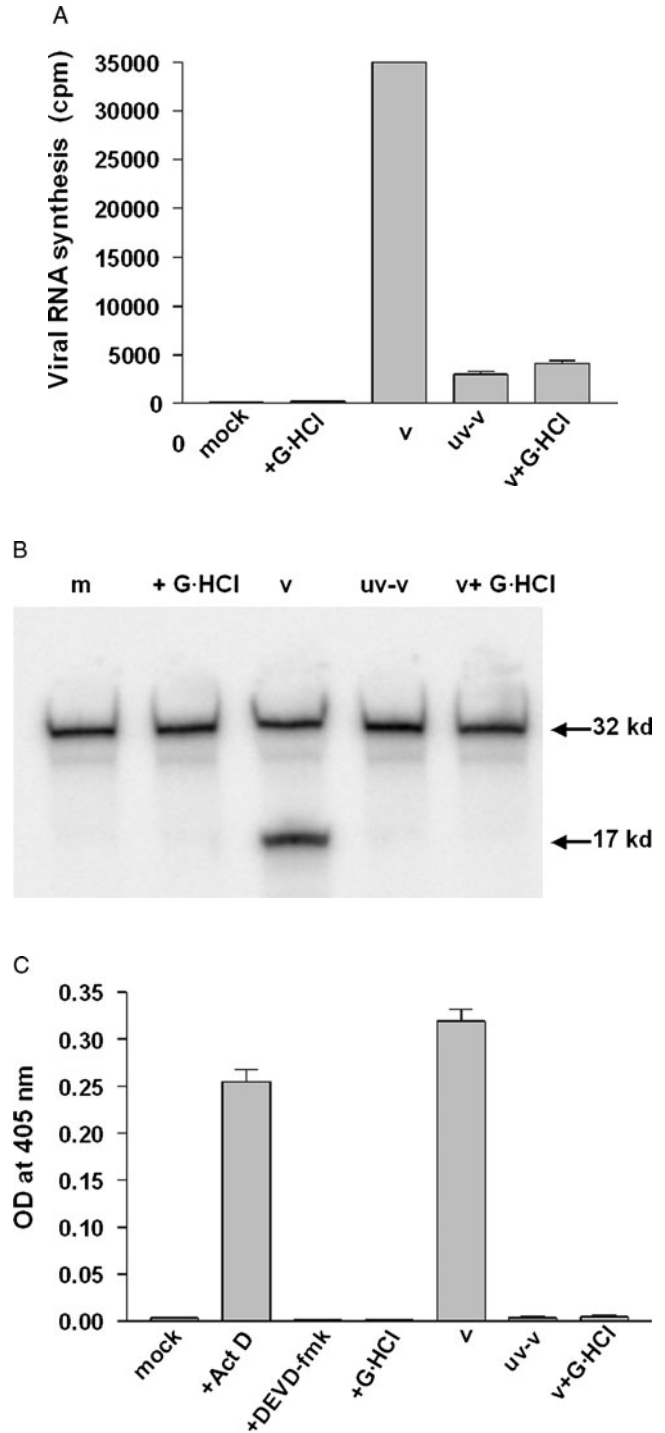 A
Viral RNA synthesis (cpm)
35000
30000
25000
20000
15000
10000
5000
0
0
mock
+G·HCl
v
uv-v
v+G·HCl
B
m + G·HCl v uv-v v+ G·HCl
32 kd
17 kd
C
OD at 405 nm
0.35
0.30
0.25
0.20
0.15
0.10
0.05
0.00
mock
+Act D
+DEVD-fmk
+G·HCl
v
uv-v
v+G·HCl